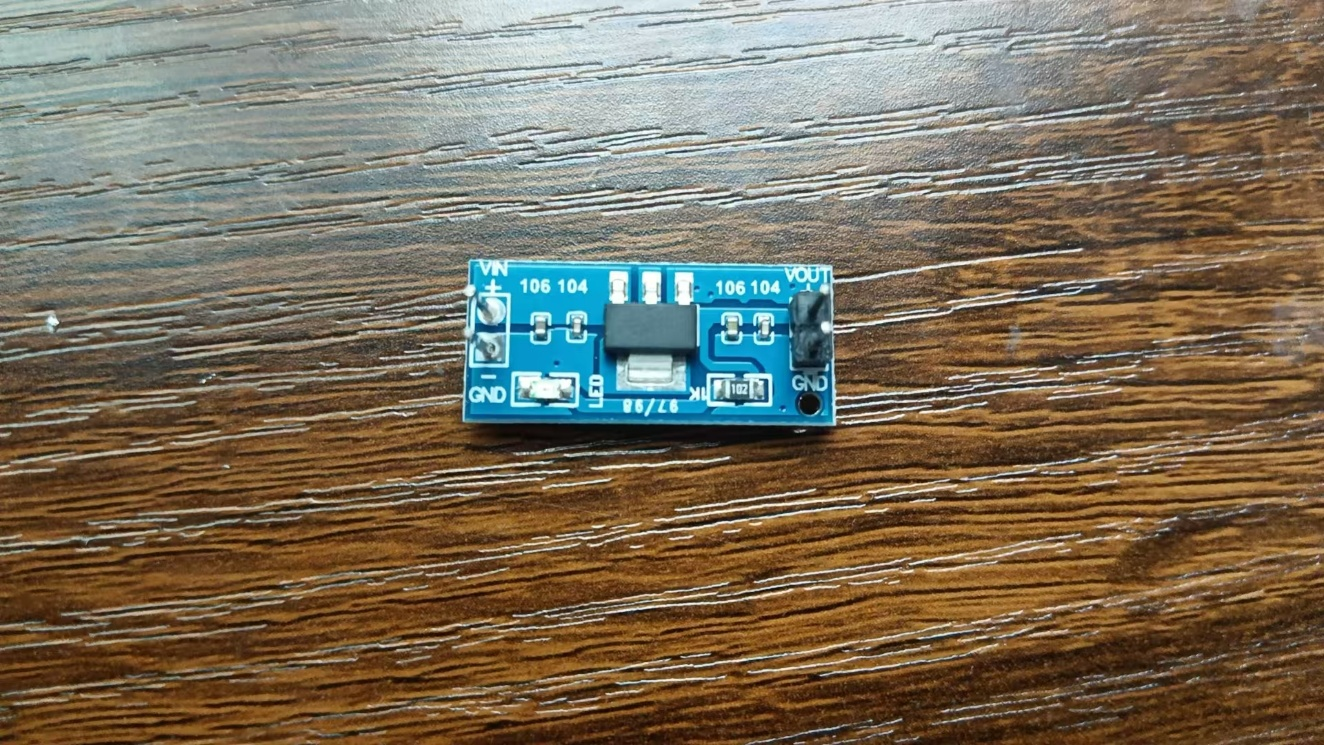 VIN
+
106 104
106 104
VOUT
+
-
GND
LED
97/98
1K
102
GND